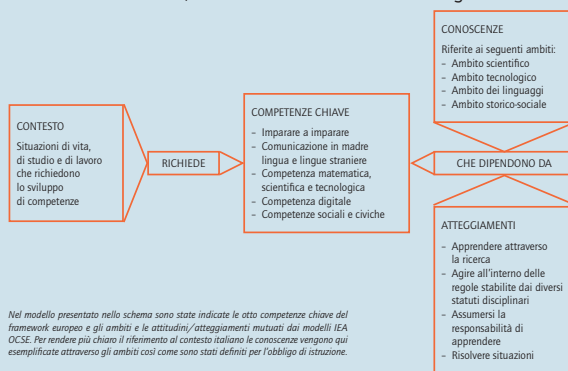 CONTESTO
Situazioni di vita,
di studio e di lavoro
che richiedono
lo sviluppo
di competenze
RICHIEDE
COMPETENZE CHIAVE
– Imparare a imparare
– Comunicazione in madre
lingua e lingue straniere
– Competenza matematica,
scientifica e tecnologica
– Competenza digitale
– Competenze sociali e civiche
CONOSCENZE
Riferite ai seguenti ambiti:
– Ambito scientifico
– Ambito tecnologico
– Ambito dei linguaggi
– Ambito storico-sociale
CHE DIPENDONO DA
ATTEGGIAMENTI
– Apprendere attraverso
la ricerca
– Agire all'interno delle
regole stabilite dai diversi
statuti disciplinari
– Assumersi la
responsabilità di
apprendere
– Risolvere situazioni
Nel modello presentato nello schema sono state indicate le otto competenze chiave del
framework europeo e gli ambiti e le attitudini/atteggiamenti mutuati dai modelli IEA
OCSE. Per rendere più chiaro il riferimento al contesto italiano le conoscenze vengono qui
esemplificate attraverso gli ambiti così come sono stati definiti per l'obbligo di istruzione.